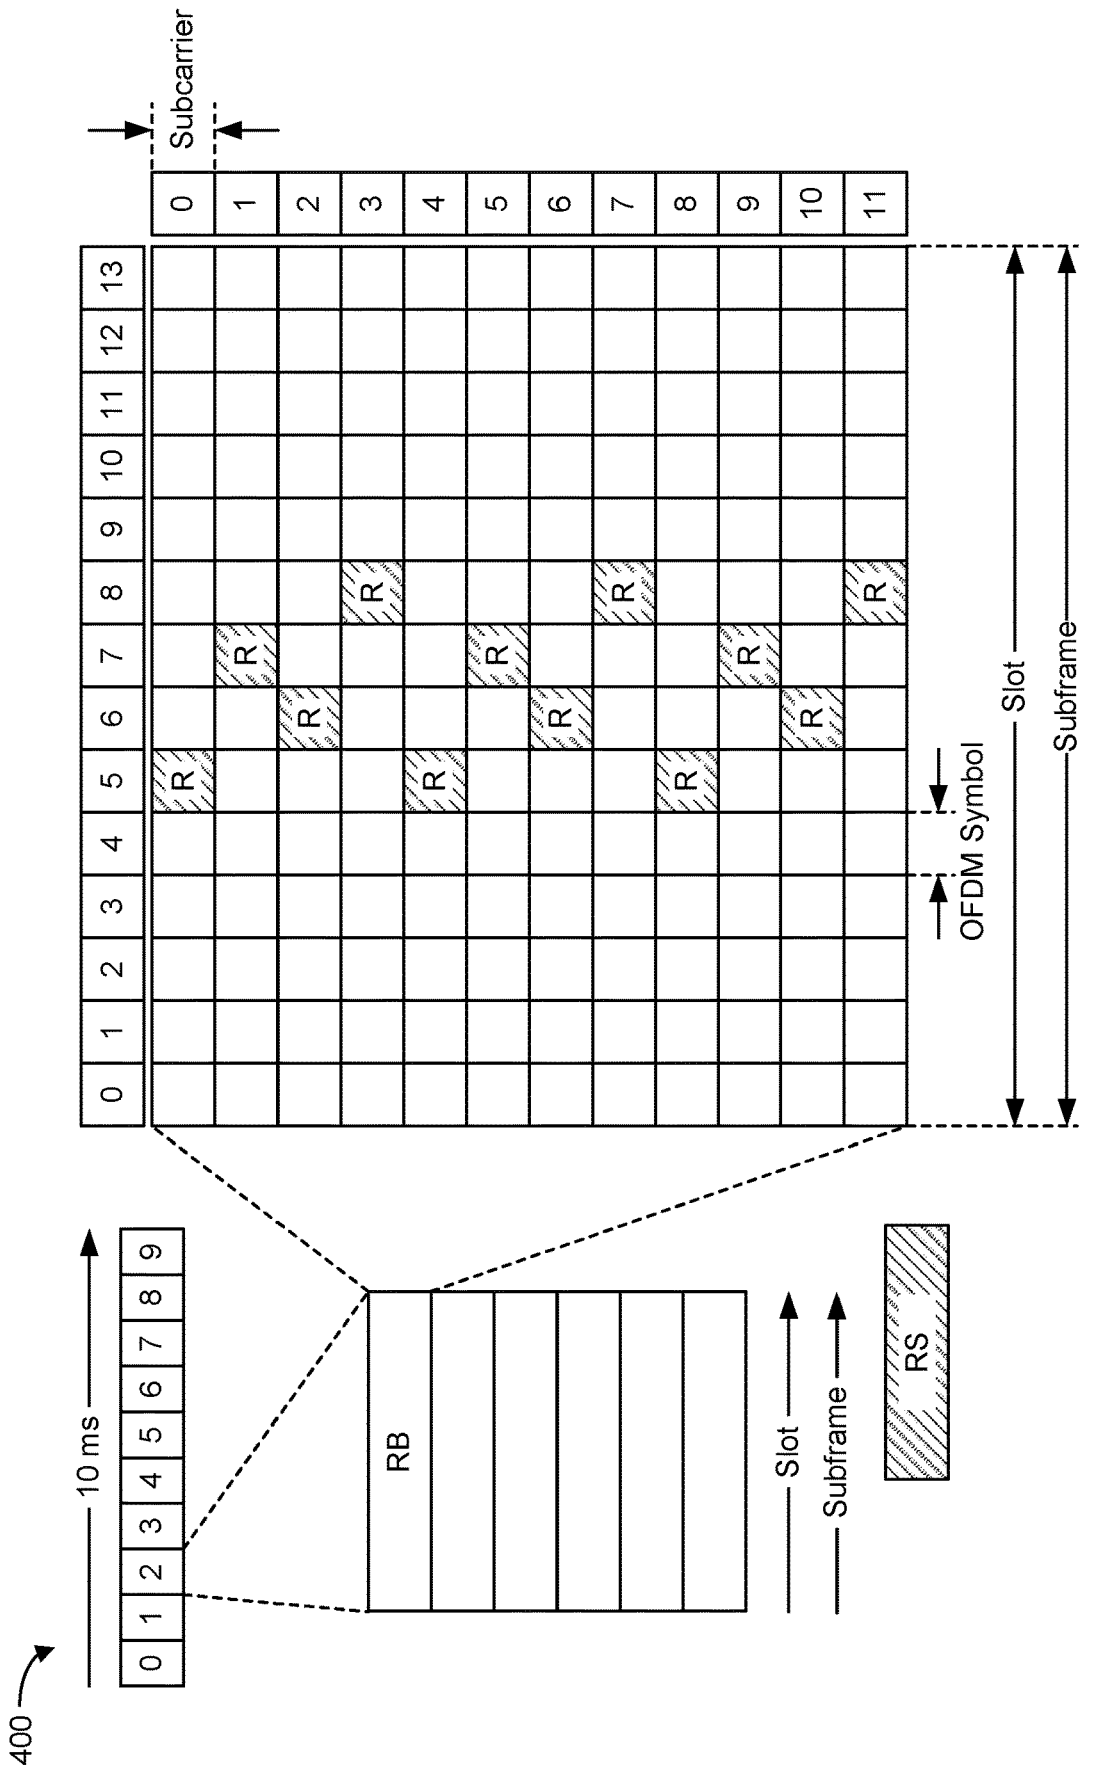 400
10 ms
0 1 2 3 4 5 6 7 8 9
RB
Slot
Subframe
RS
0 1 2 3 4 5 6 7 8 9 10 11 12 13
Subcarrier
0
R
1
R
2
R
3
R
4
R
5
R
6
R
7
R
8
R
9
R
10
R
11
R
OFDM Symbol
Slot
Subframe